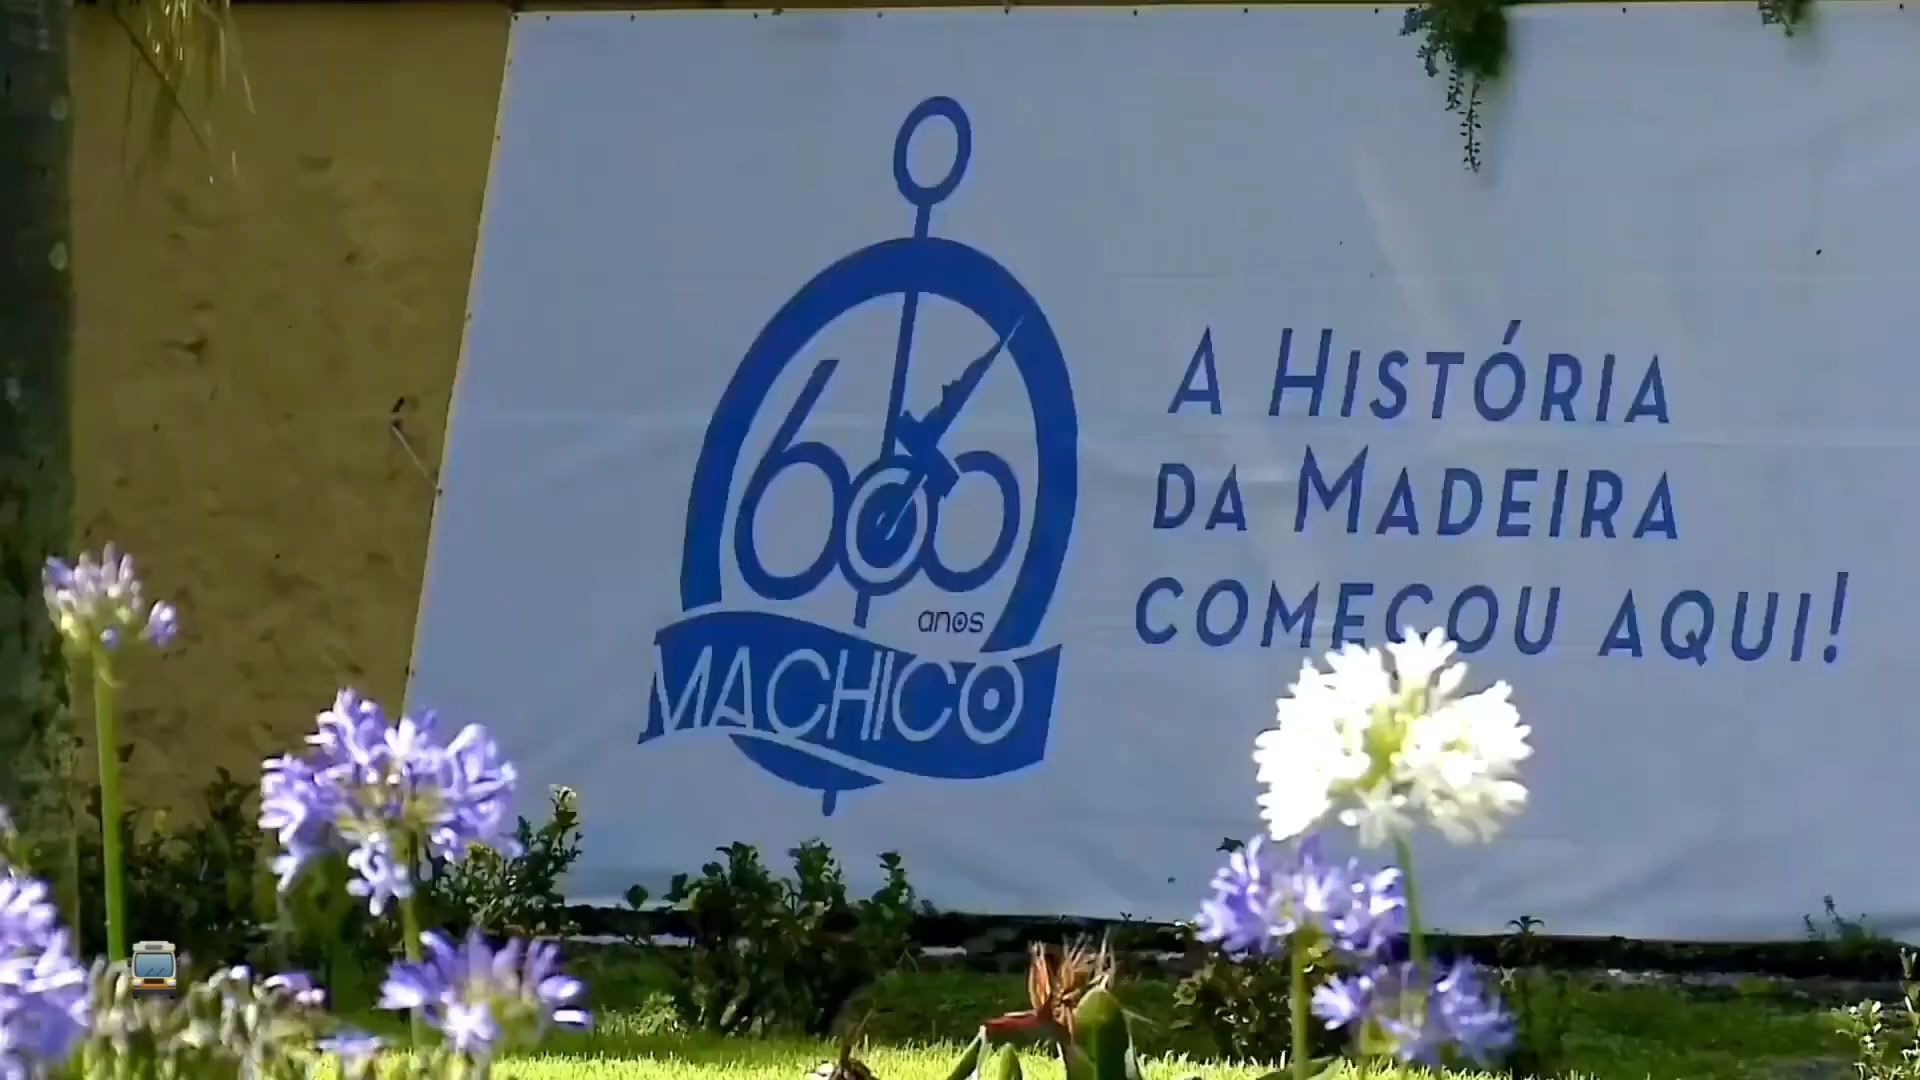 600
anos
MACHICO
A HISTÓRIA
DA MADEIRA
COMEÇOU AQUI!